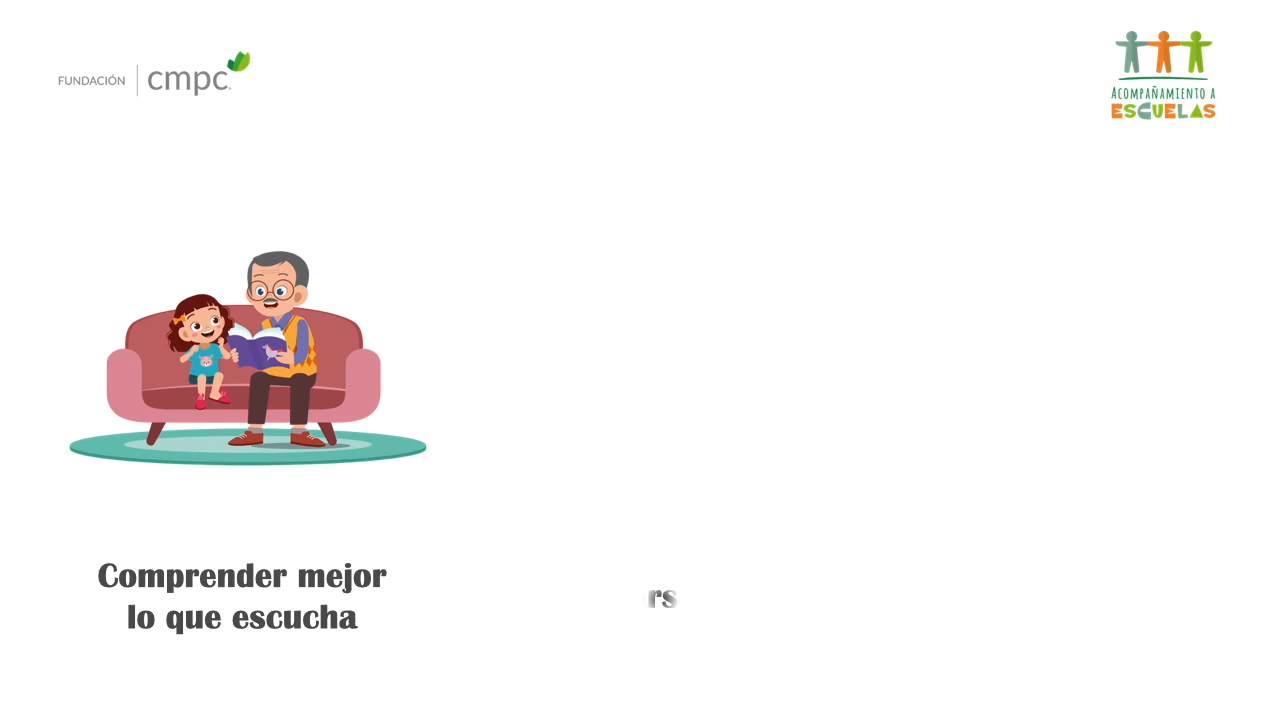 FUNDACIÓN
cmpc
ACOMPAÑAMIENTO A
ESCUELAS
Comprender mejor
lo que escucha